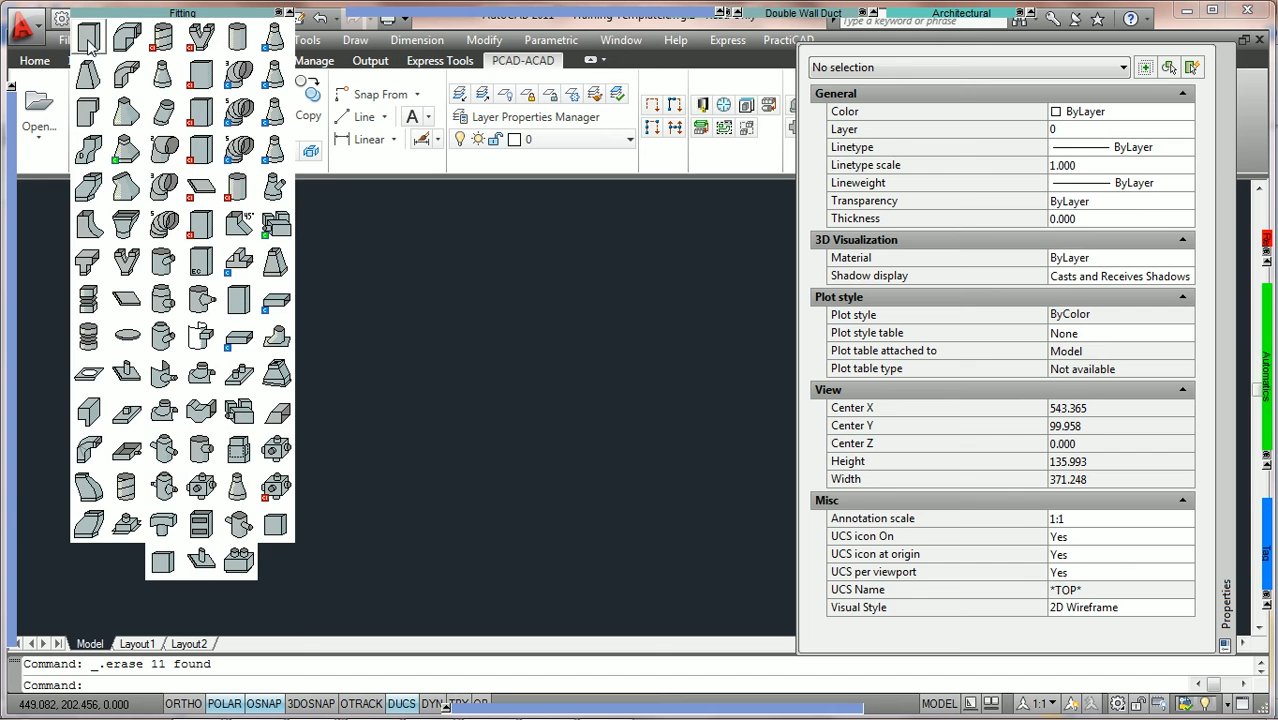 Fitting
Double Wall Duct
Architectural
Type a keyword or phrase
Tools
Dimension
Modify
Parametric
Window
Help
Express
PractiCAD
Home
Manage
Output
Express Tools
PCAD-ACAD
Open...
Copy
Snap From
Line
Linear
A
Layer Properties Manager
0
No selection
General
Color ByLayer
Layer 0
Linetype ByLayer
Linetype scale 1.000
Lineweight ByLayer
Transparency ByLayer
Thickness 0.000
3D Visualization
Material ByLayer
Shadow display Casts and Receives Shadows
Plot style
Plot style ByColor
Plot style table None
Plot table attached to Model
Plot table type Not available
View
Center X 543.365
Center Y 99.958
Center Z 0.000
Height 135.993
Width 371.248
Misc
Annotation scale 1:1
UCS icon On Yes
UCS icon at origin Yes
UCS per viewport Yes
UCS Name *TOP*
Visual Style 2D Wireframe
Properties
Automatics
Model Layout1 Layout2
Command: _.erase 11 found
Command:
449.082, 202.456, 0.000
ORTHO POLAR OSNAP 3DOSNAP OTRACK DUCS DYN
MODEL
1:1